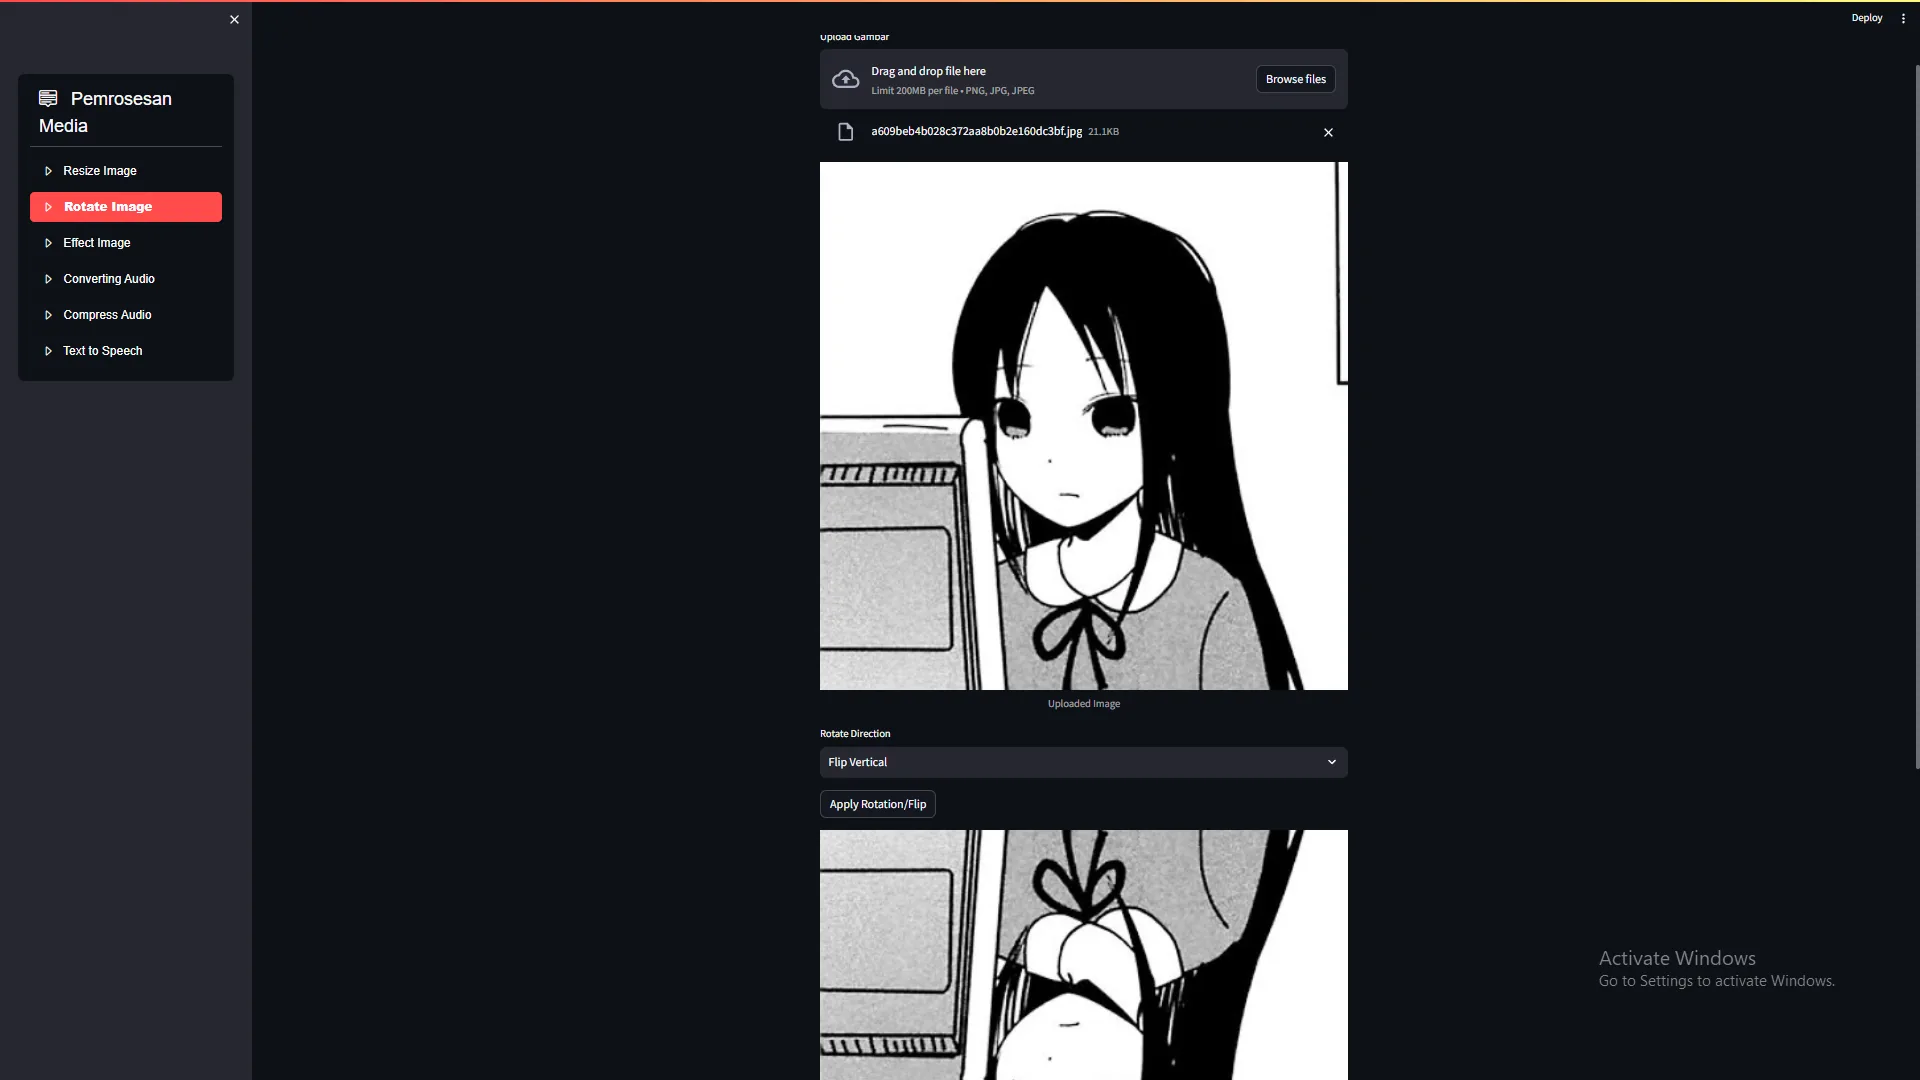 Deploy
Pemrosesan
Media
Resize Image
Rotate Image
Effect Image
Converting Audio
Compress Audio
Text to Speech
Upload Gambar
Drag and drop file here
Limit 200MB per file • PNG, JPG, JPEG
Browse files
a609beb4b028c372aa8b0b2e160dc3bf.jpg 21.1KB
Uploaded Image
Rotate Direction
Flip Vertical
Apply Rotation/Flip
Activate Windows
Go to Settings to activate Windows.